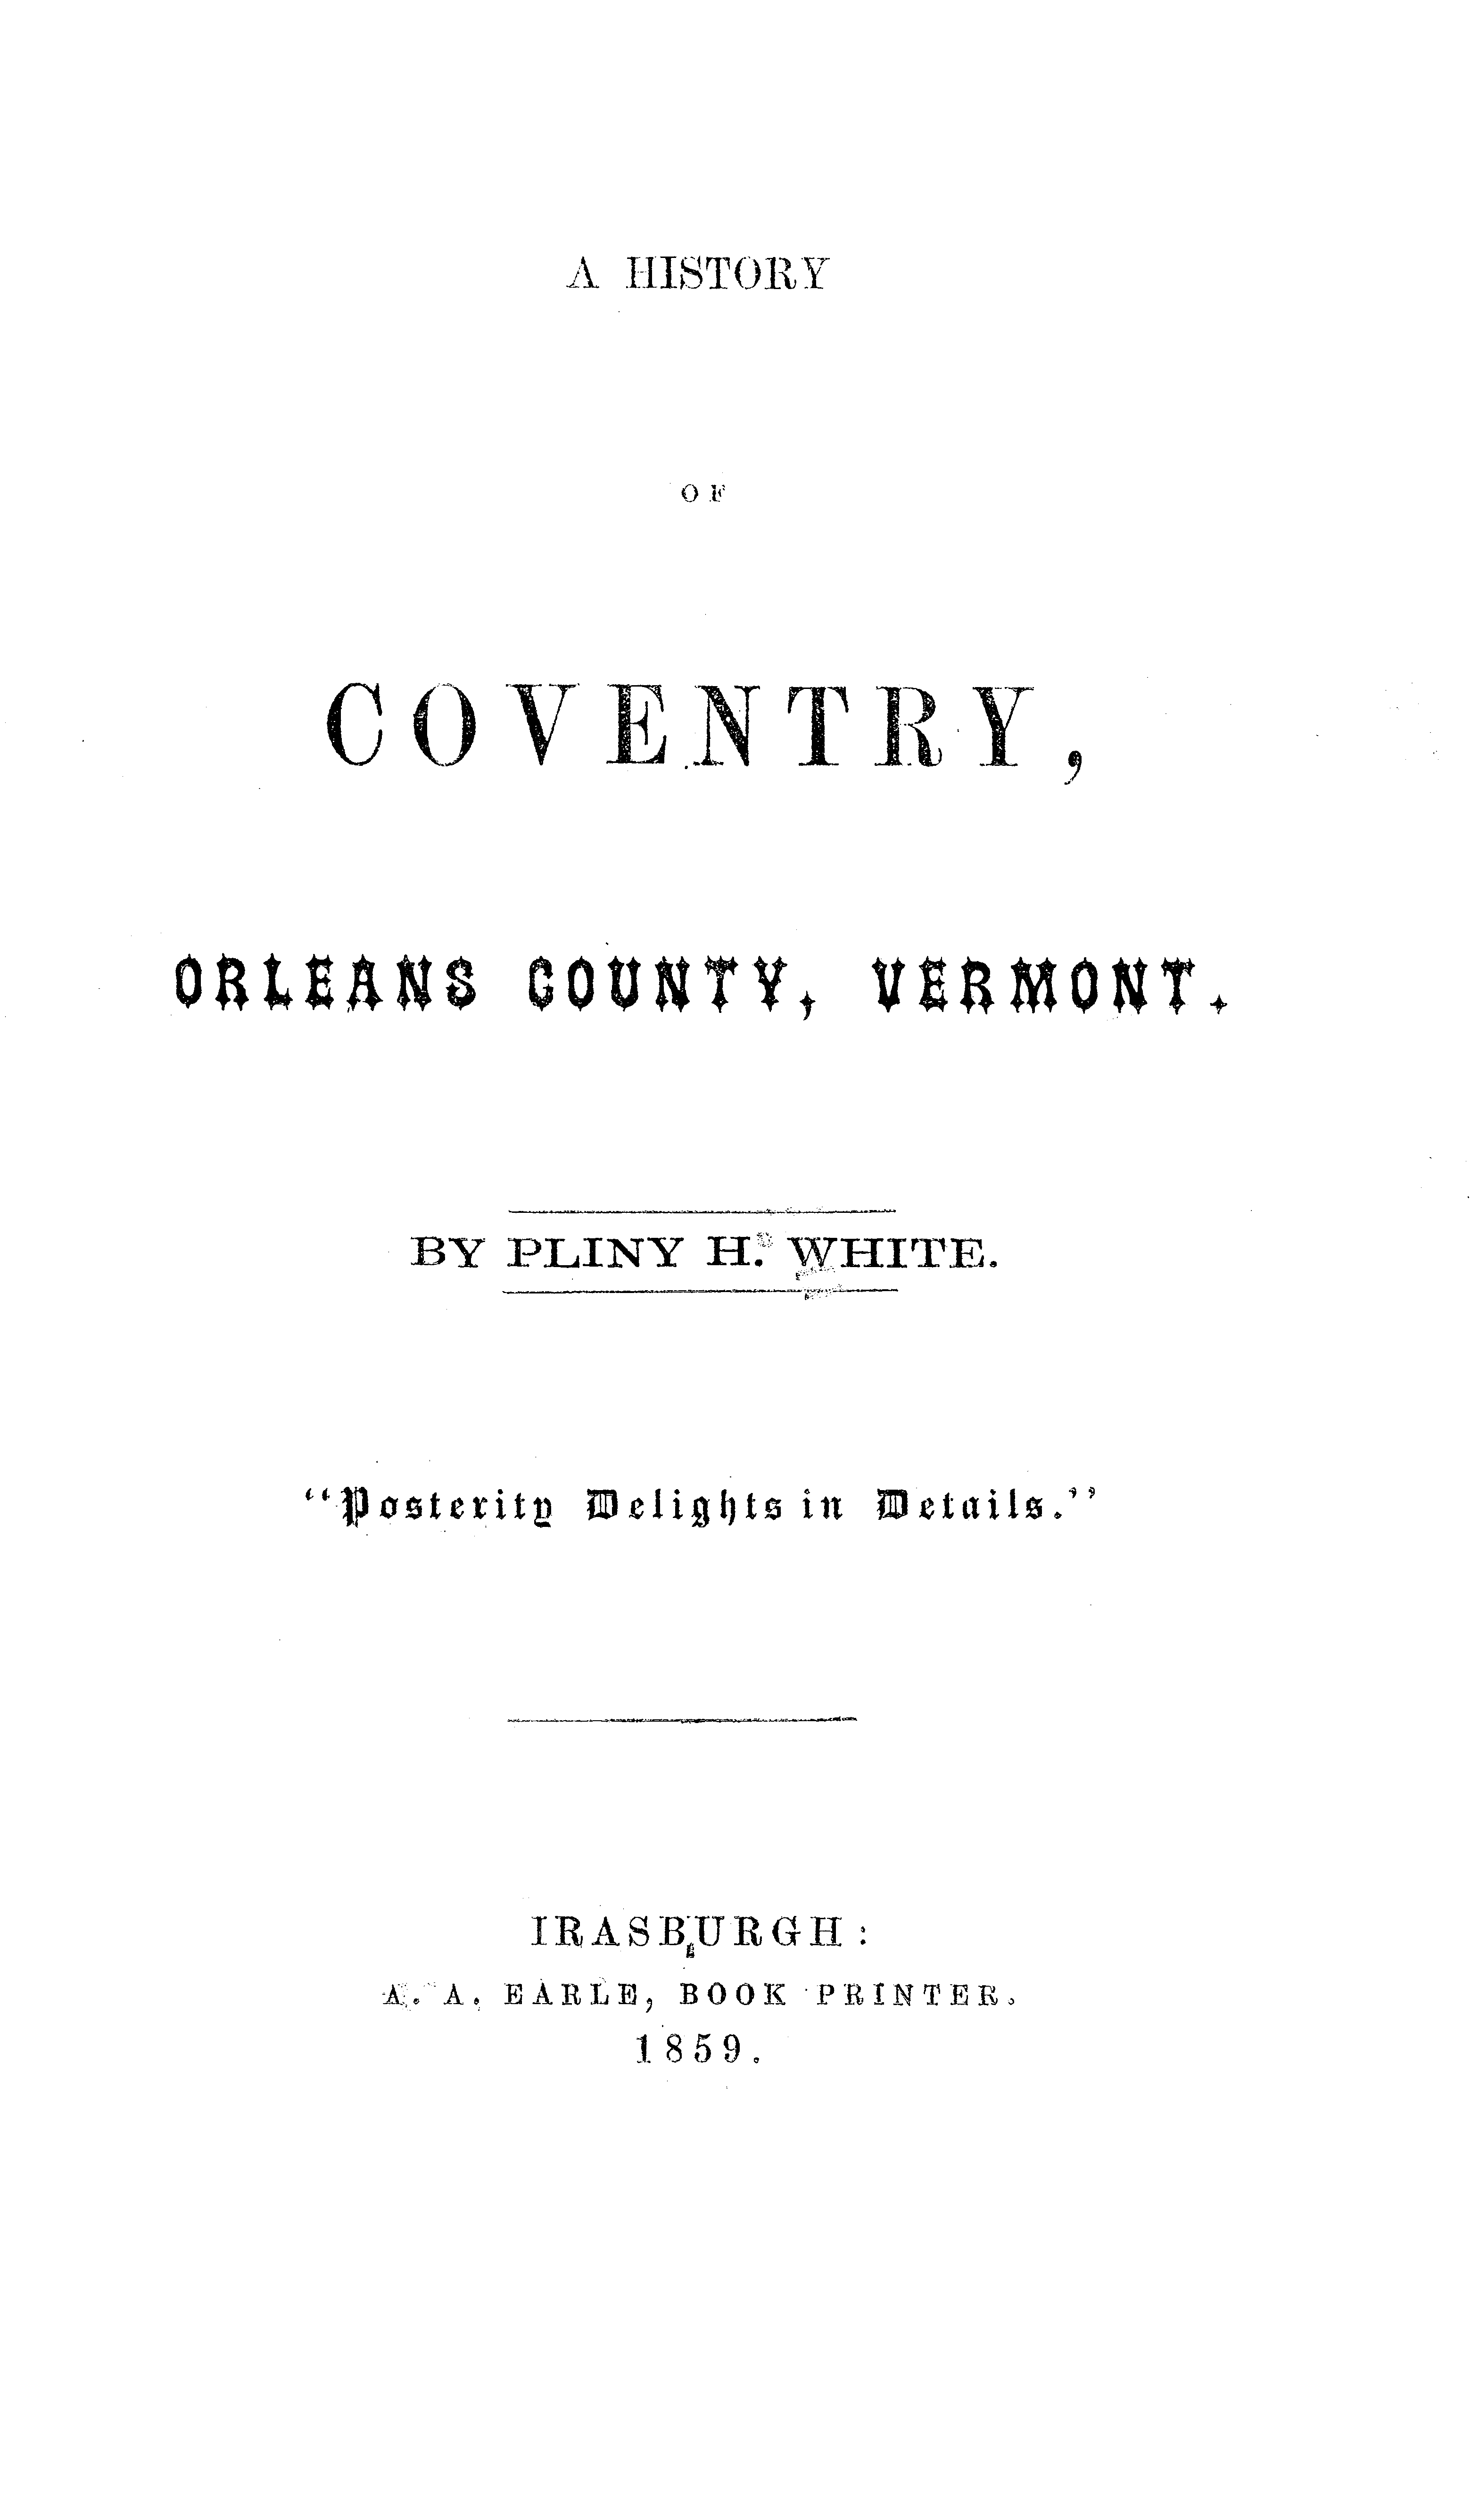 A HISTORY
OF
COVENTRY,
ORLEANS COUNTY, VERMONT.
BY PLINY H. WHITE.
“Posterity Delights in Details.”
IRASBURGH:
A. A. EARLE, BOOK PRINTER.
1859.